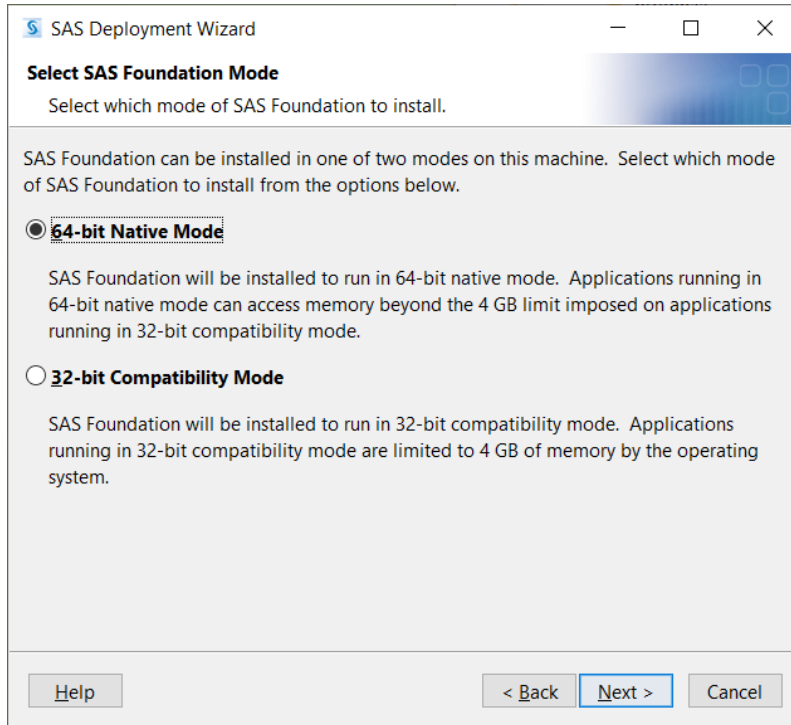 SAS Deployment Wizard
Select SAS Foundation Mode
Select which mode of SAS Foundation to install.
SAS Foundation can be installed in one of two modes on this machine. Select which mode
of SAS Foundation to install from the options below.
64-bit Native Mode
SAS Foundation will be installed to run in 64-bit native mode. Applications running in
64-bit native mode can access memory beyond the 4 GB limit imposed on applications
running in 32-bit compatibility mode.
32-bit Compatibility Mode
SAS Foundation will be installed to run in 32-bit compatibility mode. Applications
running in 32-bit compatibility mode are limited to 4 GB of memory by the operating
system.
Help < Back Next > Cancel